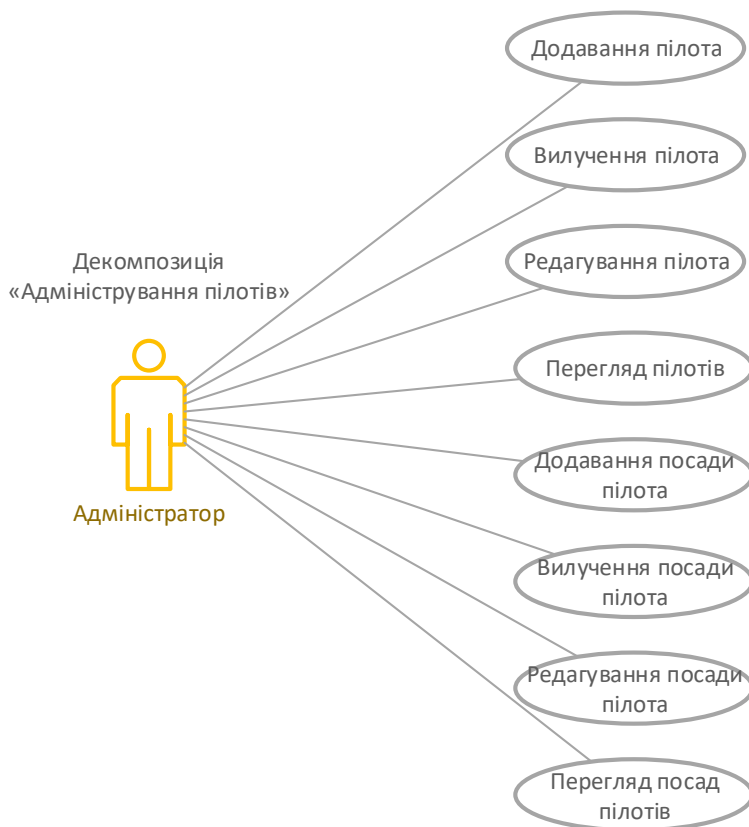 Додавання пілота
Вилучення пілота
Декомпозиція
«Адміністрування пілотів»
Редагування пілота
Перегляд пілотів
Додавання посади
пілота
Адміністратор
Вилучення посади
пілота
Редагування посади
пілота
Перегляд посад
пілотів